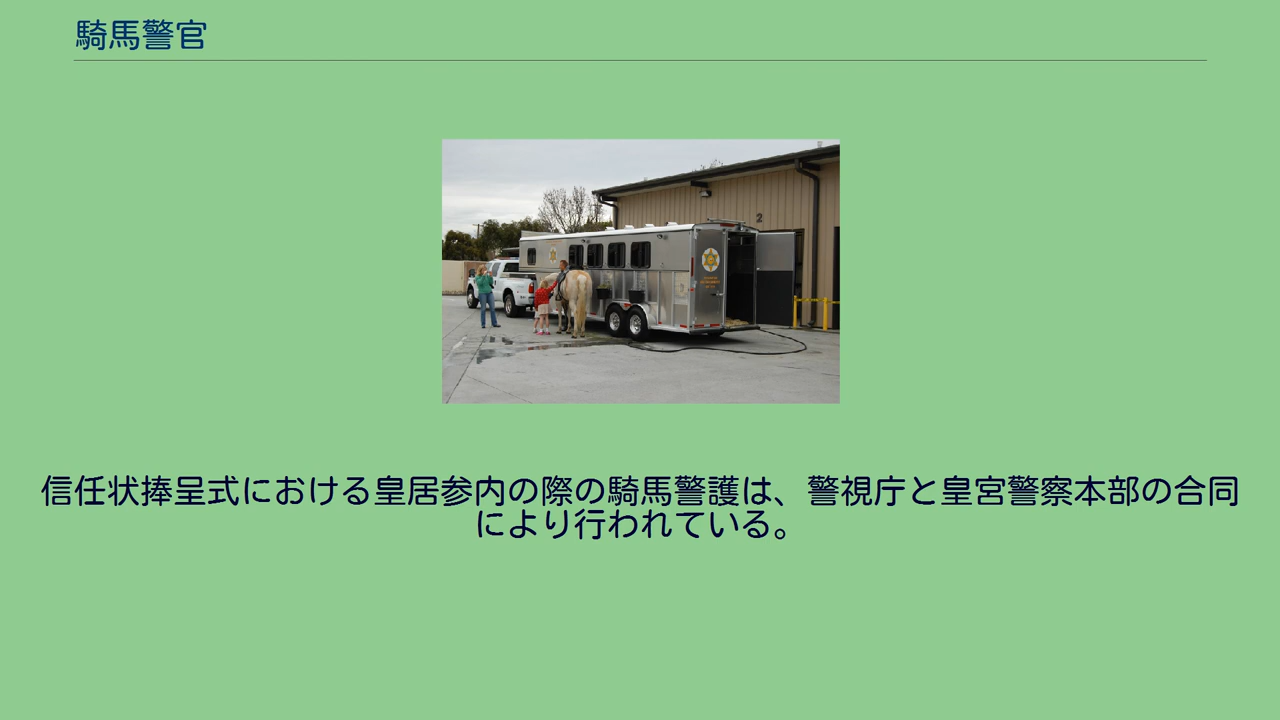 騎馬警官
2
信任状捧呈式における皇居参内の際の騎馬警護は、警視庁と皇宮警察本部の合同
により行われている。